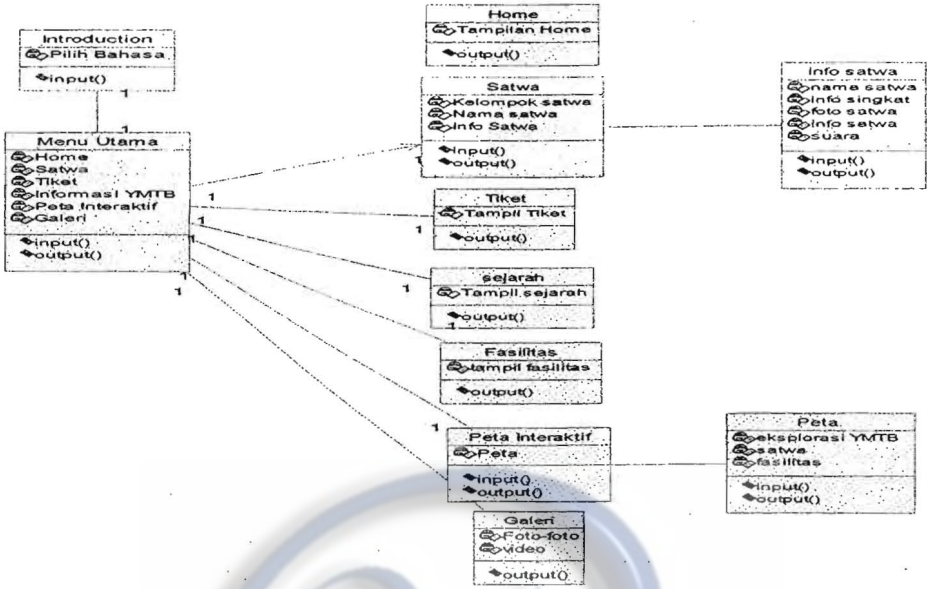 Introduction
Pilih Bahasa
input()
1
1
Menu Utama
Home
Satwa
Tiket
Informasi YMTB
Peta Interaktif
Galeri
input()
output()
1
1
1
1
1
Home
Tampilan Home
output()
Satwa
Kelompok satwa
Nama satwa
Info Satwa
input()
output()
1
Info satwa
name satwa
Info singkat
foto satwa
Info satwa
suara
input()
output()
Tiket
Tampil Tiket
output()
1
sejarah
Tampil sejarah
output()
1
1
Fasilitas
tampil fasilitas
output()
1
Peta Interaktif
Peta
input()
output()
Peta
eksplorasi YMTB
satwa
fasilitas
input()
output()
Galeri
Foto-foto
video
output()